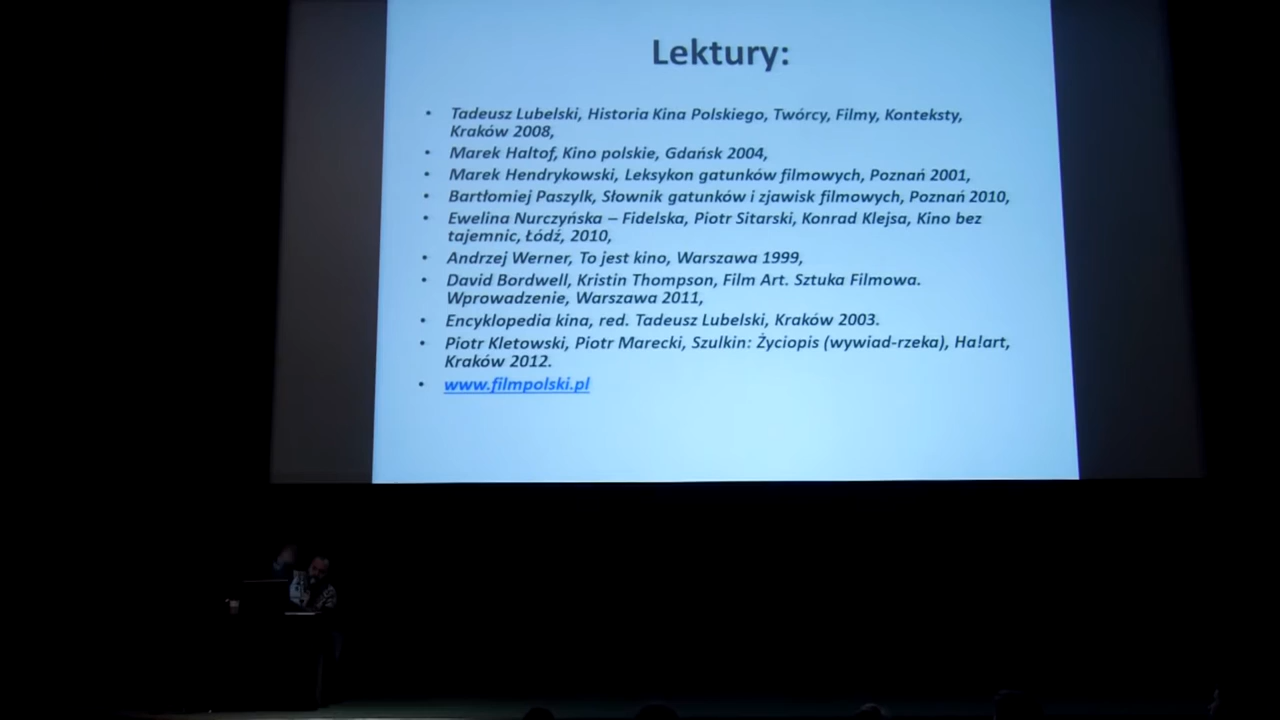 Lektury:
• Tadeusz Lubelski, Historia Kina Polskiego, Twórcy, Filmy, Konteksty,
Kraków 2008,
• Marek Haltof, Kino polskie, Gdańsk 2004,
• Marek Hendrykowski, Leksykon gatunków filmowych, Poznań 2001,
• Bartłomiej Paszylk, Słownik gatunków i zjawisk filmowych, Poznań 2010,
• Ewelina Nurczyńska – Fidelska, Piotr Sitarski, Konrad Klejsa, Kino bez
tajemnic, Łódź, 2010,
• Andrzej Werner, To jest kino, Warszawa 1999,
• David Bordwell, Kristin Thompson, Film Art. Sztuka Filmowa.
Wprowadzenie, Warszawa 2011,
• Encyklopedia kina, red. Tadeusz Lubelski, Kraków 2003.
• Piotr Kletowski, Piotr Marecki, Szulkin: Życiopis (wywiad-rzeka), Ha!art,
Kraków 2012.
• www.filmpolski.pl